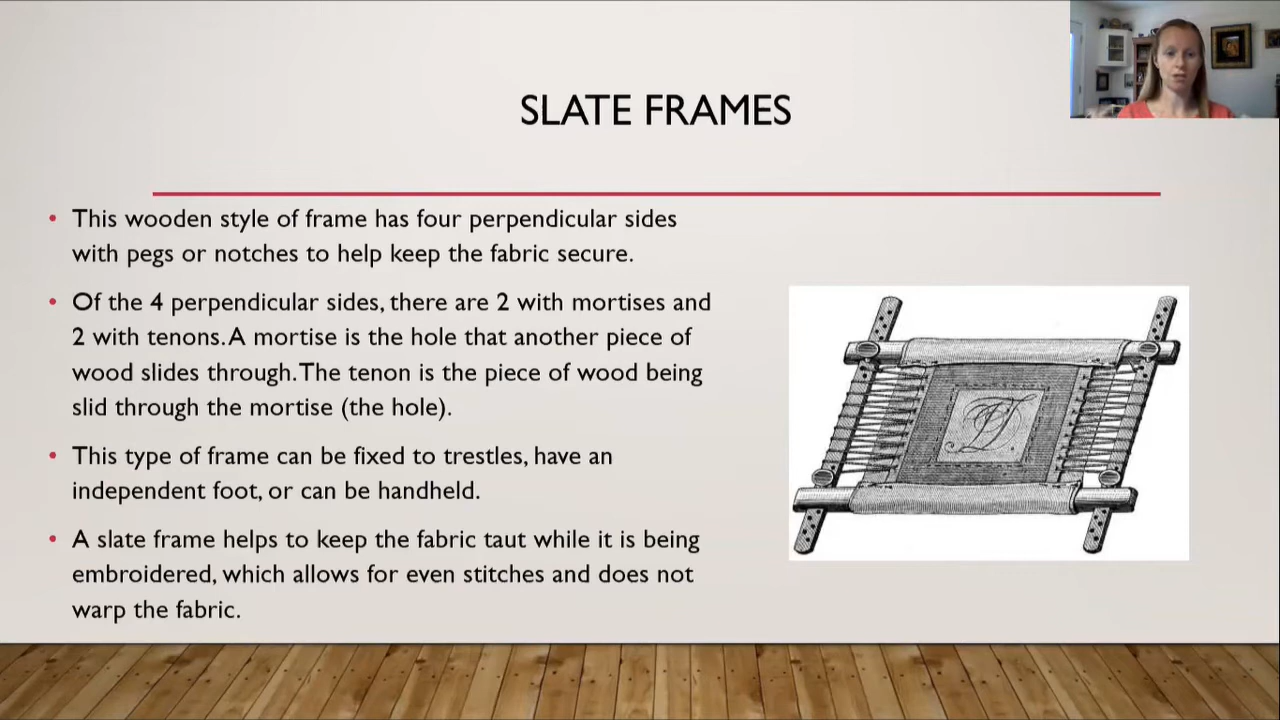 SLATE FRAMES
• This wooden style of frame has four perpendicular sides
with pegs or notches to help keep the fabric secure.
• Of the 4 perpendicular sides, there are 2 with mortises and
2 with tenons. A mortise is the hole that another piece of
wood slides through. The tenon is the piece of wood being
slid through the mortise (the hole).
• This type of frame can be fixed to trestles, have an
independent foot, or can be handheld.
• A slate frame helps to keep the fabric taut while it is being
embroidered, which allows for even stitches and does not
warp the fabric.